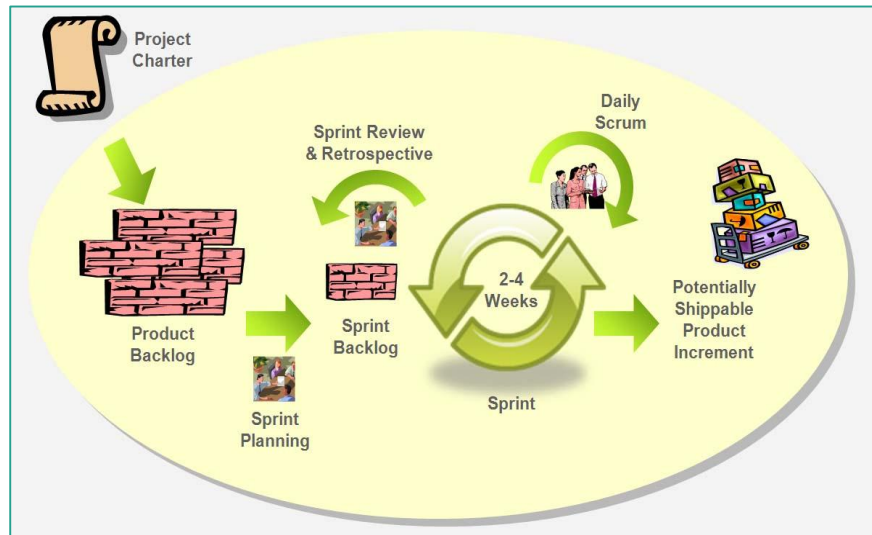 Project
Charter
Daily
Scrum
Sprint Review
& Retrospective
2-4
Weeks
Product
Backlog
Sprint
Backlog
Potentially
Shippable
Product
Increment
Sprint
Sprint
Planning